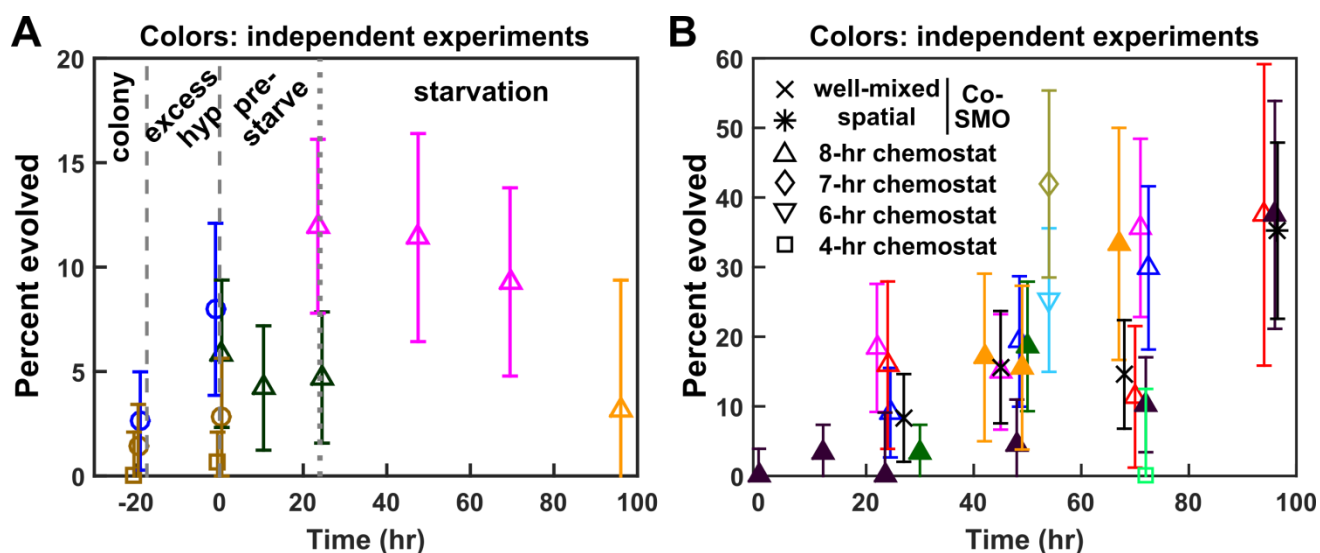 A
Colors: independent experiments
20
15
10
5
0
Percent evolved
colony
excess
hyp
pre-
starve
starvation
-20 0 20 40 60 80 100
Time (hr)
B
Colors: independent experiments
60
50
40
30
20
10
0
Percent evolved
well-mixed
spatial
Co-
SMO
8-hr chemostat
7-hr chemostat
6-hr chemostat
4-hr chemostat
0 20 40 60 80 100
Time (hr)